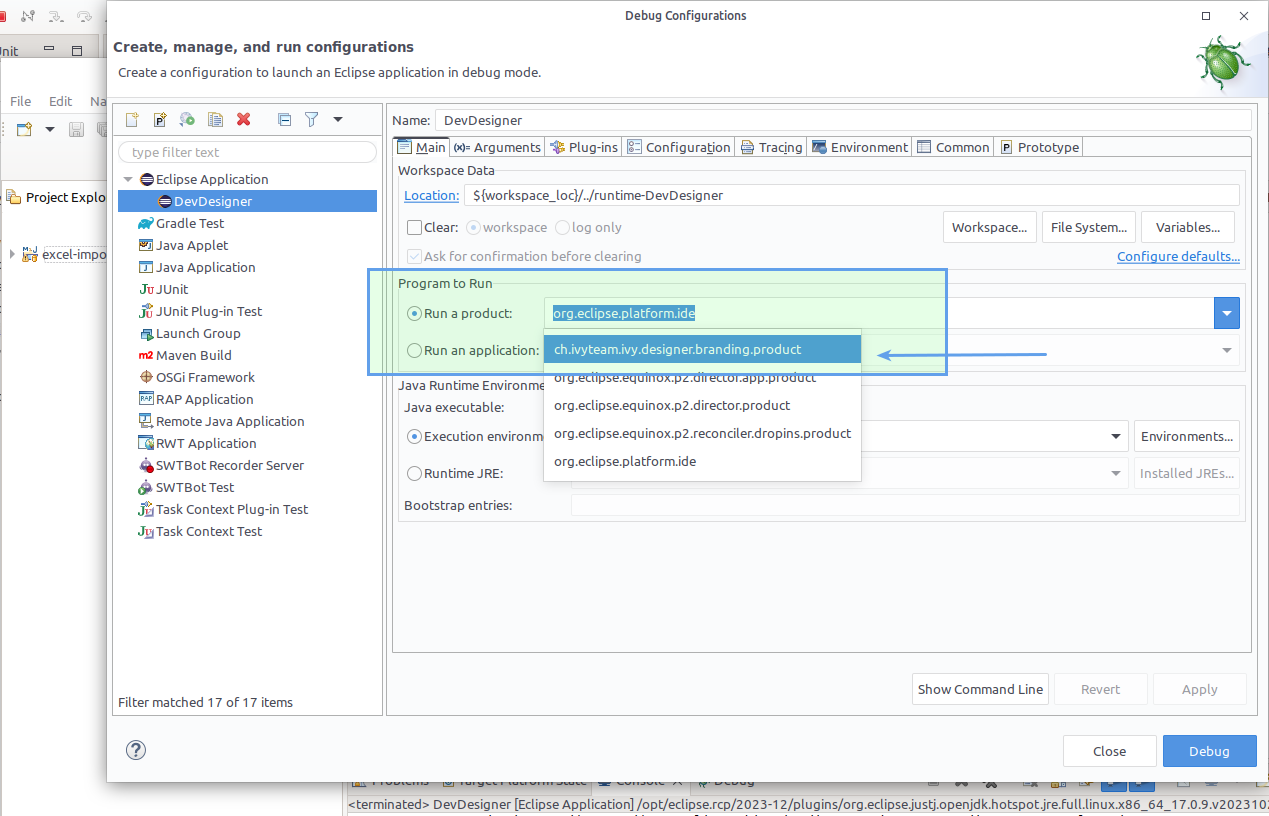 Debug Configurations
Create, manage, and run configurations
Create a configuration to launch an Eclipse application in debug mode.
File Edit Na
Project Explo
excel-impo
type filter text
Eclipse Application
DevDesigner
Gradle Test
Java Applet
Java Application
JUnit
JUnit Plug-in Test
Launch Group
Maven Build
OSGi Framework
RAP Application
Remote Java Application
RWT Application
SWTBot Recorder Server
SWTBot Test
Task Context Plug-in Test
Task Context Test
Filter matched 17 of 17 items
Name: DevDesigner
Main Arguments Plug-ins Configuration Tracing Environment Common Prototype
Workspace Data
Location: ${workspace_loc}/../runtime-DevDesigner
Clear: workspace log only Workspace... File System... Variables...
Ask for confirmation before clearing Configure defaults...
Program to Run
Run a product: org.eclipse.platform.ide
Run an application:
ch.ivyteam.ivy.designer.branding.product
org.eclipse.equinox.p2.director.app.product
org.eclipse.equinox.p2.director.product
org.eclipse.equinox.p2.reconciler.dropins.product
org.eclipse.platform.ide
Java Runtime Environme
Java executable:
Execution environm Environments...
Runtime JRE: Installed JREs...
Bootstrap entries:
Show Command Line Revert Apply
Close Debug
Problems Target Platform State Console Debug
<terminated> DevDesigner [Eclipse Application] /opt/eclipse.rcp/2023-12/plugins/org.eclipse.justj.openjdk.hotspot.jre.full.linux.x86_64_17.0.9.v2023102